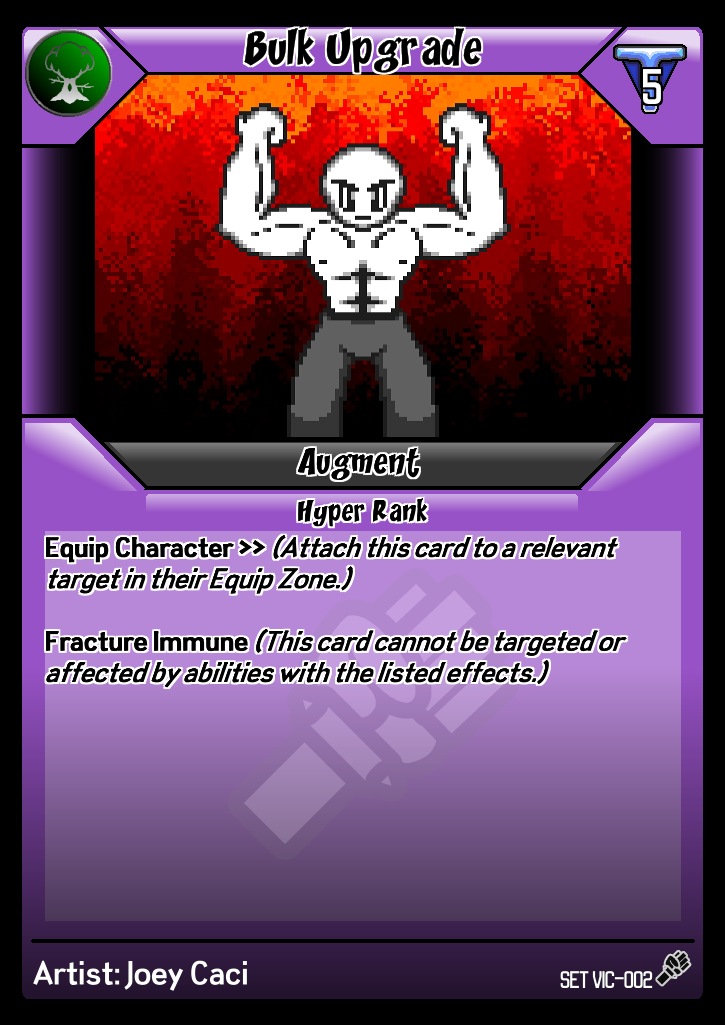 Bulk Upgrade
5
Augment
Hyper Rank
Equip Character >> (Attach this card to a relevant
target in their Equip Zone.)
Fracture Immune (This card cannot be targeted or
affected by abilities with the listed effects.)
Artist: Joey Caci
SET VIC-002